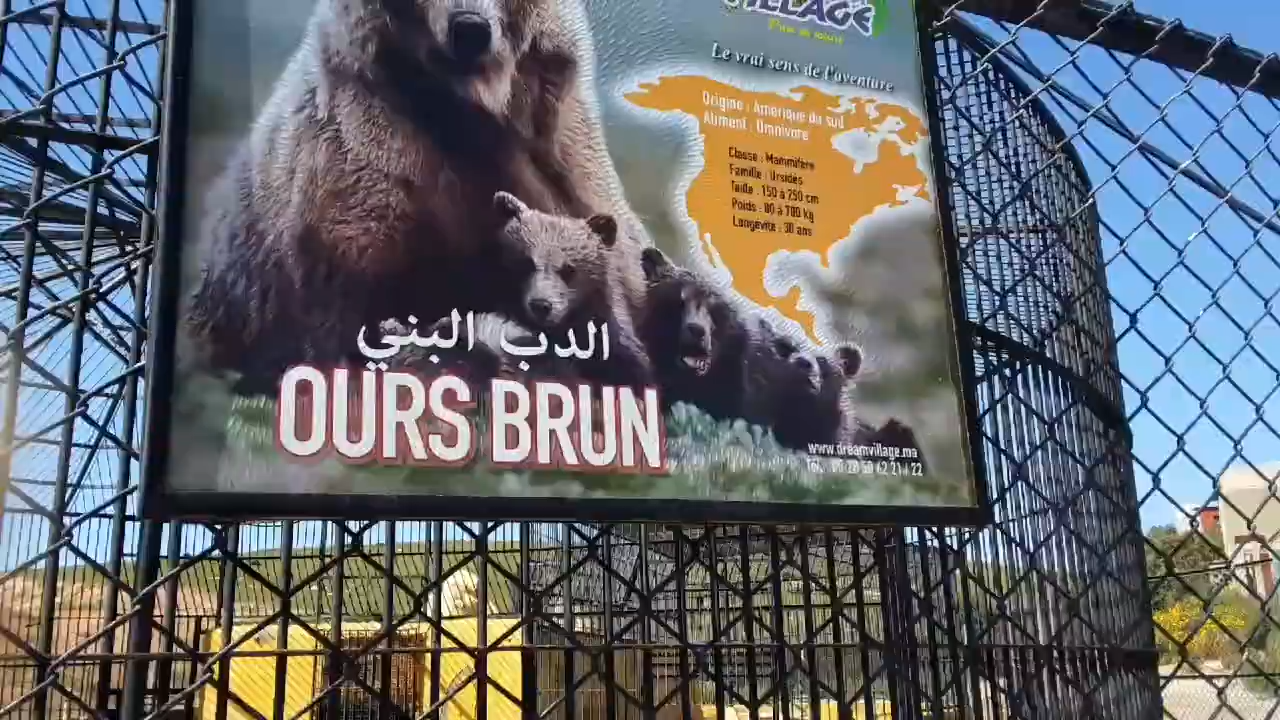 VILLAGE
Le vrai sens de l'aventure
Origine : Amérique du sud
Aliment : Omnivore
Classe : Mammifère
Famille : Ursidés
Taille : 150 à 250 cm
Poids : 80 à 700 kg
Longévité : 30 ans
الدب البني
OURS BRUN
www.dreamvillage.ma